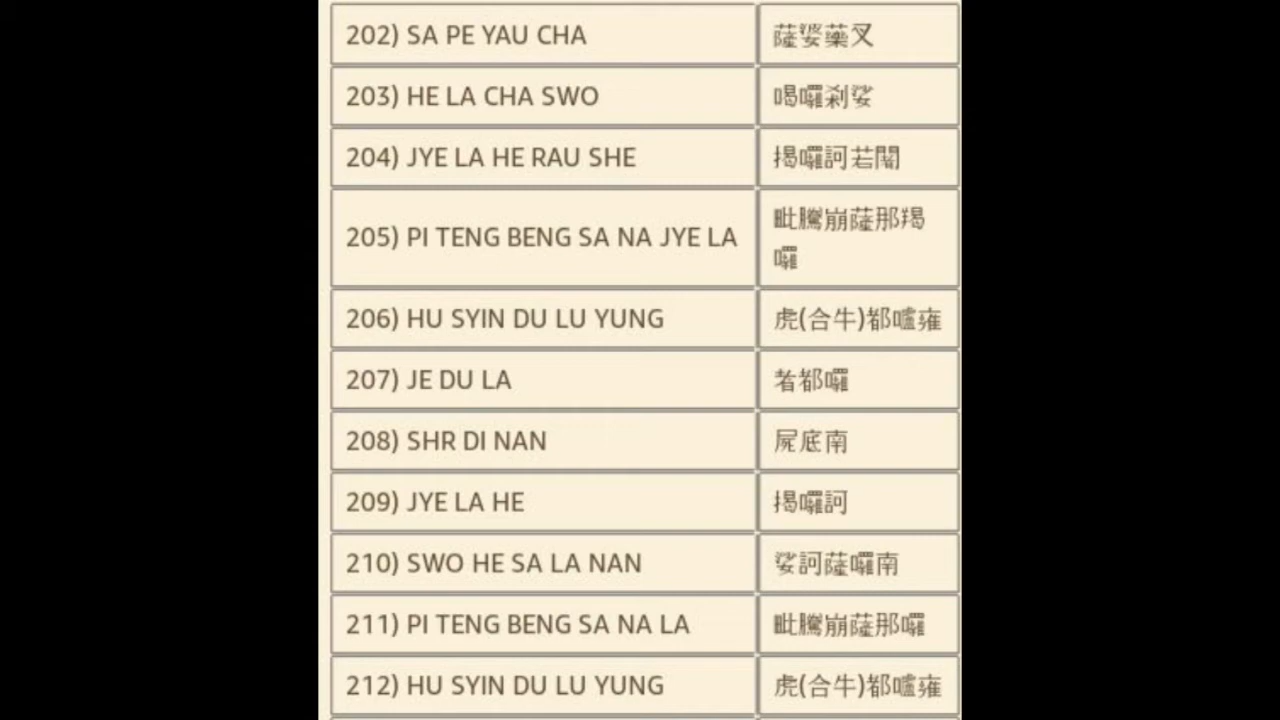 202) SA PE YAU CHA 薩婆藥叉
203) HE LA CHA SWO 喝囉剎娑
204) JYE LA HE RAU SHE 揭囉訶若闍
205) PI TENG BENG SA NA JYE LA 毗騰崩薩那羯
囉
206) HU SYIN DU LU YUNG 虎(合牛)都嚧雍
207) JE DU LA 者都囉
208) SHR DI NAN 尸底南
209) JYE LA HE 揭囉訶
210) SWO HE SA LA NAN 娑訶薩囉南
211) PI TENG BENG SA NA LA 毗騰崩薩那囉
212) HU SYIN DU LU YUNG 虎(合牛)都嚧雍